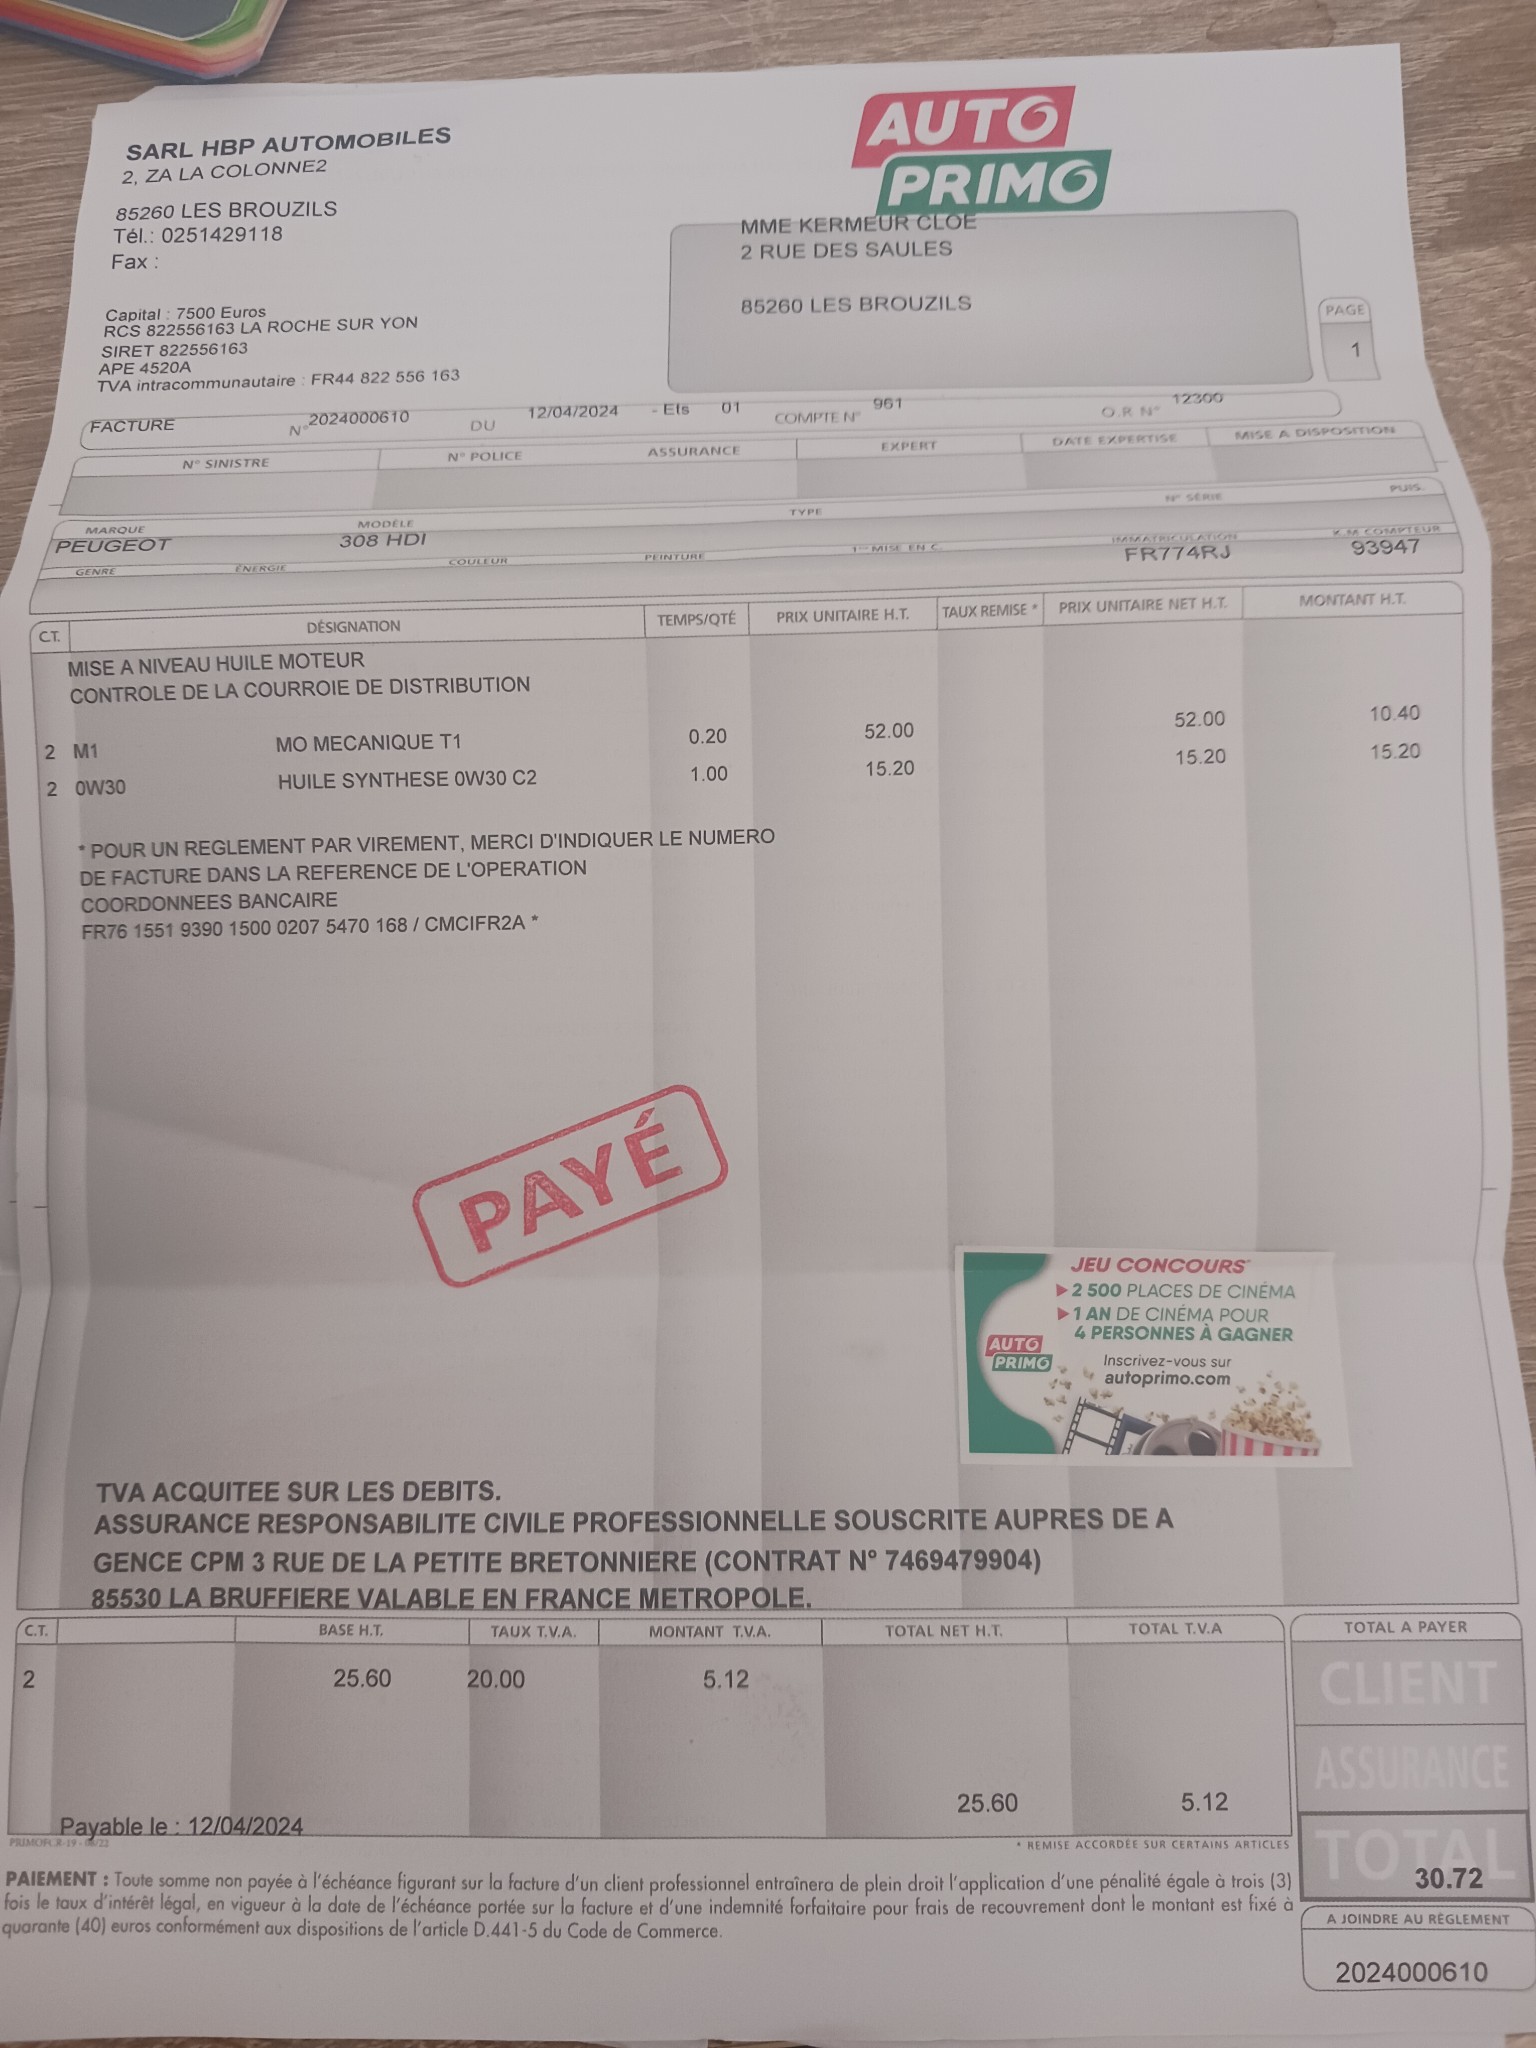 AUTO
PRIMO
SARL HBP AUTOMOBILES
2, ZA LA COLONNE2
85260 LES BROUZILS
Tél.: 0251429118
Fax :
Capital : 7500 Euros
RCS 822556163 LA ROCHE SUR YON
SIRET 822556163
APE 4520A
TVA intracommunautaire : FR44 822 556 163
MME KERMEUR CLOE
2 RUE DES SAULES
85260 LES BROUZILS
PAGE
1
FACTURE N° 2024000610 DU 12/04/2024 - Ets 01 COMPTE N° 961 O.R N° 12300
N° SINISTRE N° POLICE ASSURANCE EXPERT DATE EXPERTISE MISE A DISPOSITION
MARQUE MODÈLE TYPE N° SÉRIE PUIS.
PEUGEOT 308 HDI
GENRE ÉNERGIE COULEUR PEINTURE 1ère MISE EN C. IMMATRICULATION K.M COMPTEUR
FR774RJ 93947
C.T. DÉSIGNATION TEMPS/QTÉ PRIX UNITAIRE H.T. TAUX REMISE * PRIX UNITAIRE NET H.T. MONTANT H.T.
MISE A NIVEAU HUILE MOTEUR
CONTROLE DE LA COURROIE DE DISTRIBUTION
2 M1 MO MECANIQUE T1 0.20 52.00 52.00 10.40
2 0W30 HUILE SYNTHESE 0W30 C2 1.00 15.20 15.20 15.20
* POUR UN REGLEMENT PAR VIREMENT, MERCI D'INDIQUER LE NUMERO
DE FACTURE DANS LA REFERENCE DE L'OPERATION
COORDONNEES BANCAIRE
FR76 1551 9390 1500 0207 5470 168 / CMCIFR2A *
PAYÉ
JEU CONCOURS*
2 500 PLACES DE CINÉMA
1 AN DE CINÉMA POUR
4 PERSONNES À GAGNER
AUTO
PRIMO
Inscrivez-vous sur
autoprimo.com
TVA ACQUITEE SUR LES DEBITS.
ASSURANCE RESPONSABILITE CIVILE PROFESSIONNELLE SOUSCRITE AUPRES DE A
GENCE CPM 3 RUE DE LA PETITE BRETONNIERE (CONTRAT N° 7469479904)
85530 LA BRUFFIERE VALABLE EN FRANCE METROPOLE.
C.T. BASE H.T. TAUX T.V.A. MONTANT T.V.A. TOTAL NET H.T. TOTAL T.V.A TOTAL A PAYER
2 25.60 20.00 5.12
CLIENT
ASSURANCE
25.60 5.12
Payable le : 12/04/2024
* REMISE ACCORDÉE SUR CERTAINS ARTICLES
TOTAL
30.72
PAIEMENT : Toute somme non payée à l'échéance figurant sur la facture d'un client professionnel entraînera de plein droit l'application d'une pénalité égale à trois (3)
fois le taux d'intérêt légal, en vigueur à la date de l'échéance portée sur la facture et d'une indemnité forfaitaire pour frais de recouvrement dont le montant est fixé à
quarante (40) euros conformément aux dispositions de l'article D.441-5 du Code de Commerce.
A JOINDRE AU RÈGLEMENT
2024000610